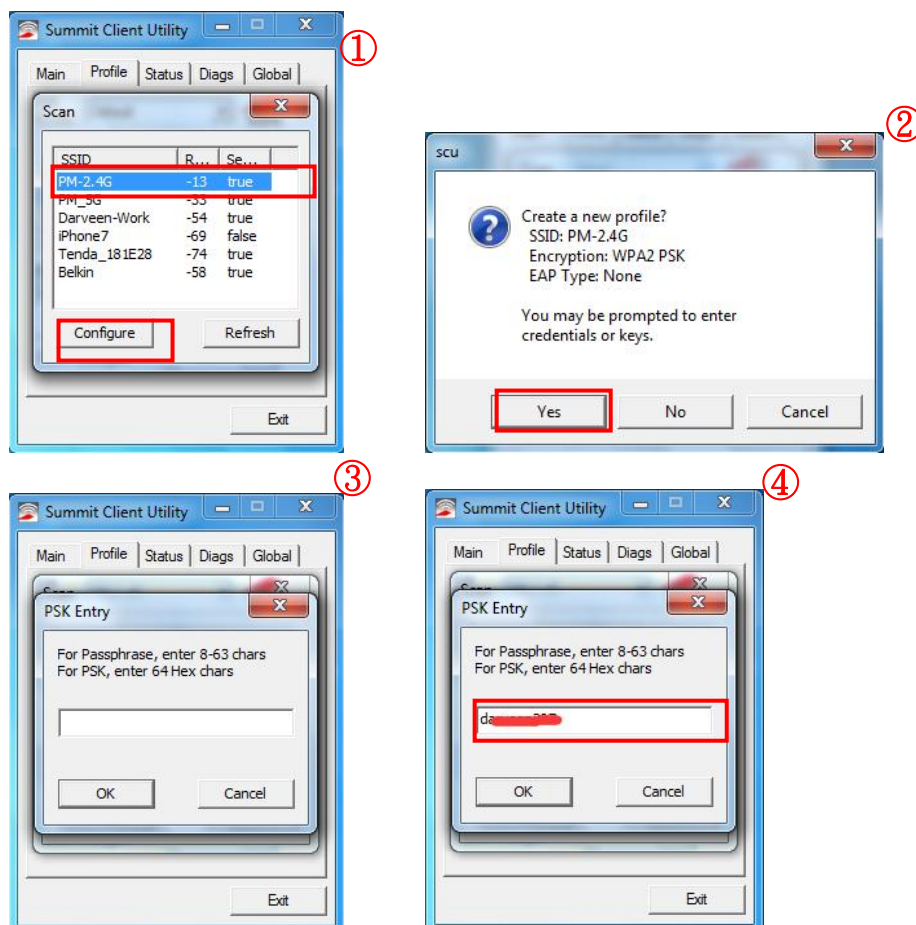 ①
Summit Client Utility
Main Profile Status Diags Global
Scan
SSID R... Se...
PM-2.4G -13 true
PM_5G -33 true
Darveen-Work -54 true
iPhone7 -69 false
Tenda_181E28 -74 true
Belkin -58 true
Configure Refresh
Exit
②
scu
Create a new profile?
SSID: PM-2.4G
Encryption: WPA2 PSK
EAP Type: None
You may be prompted to enter
credentials or keys.
Yes No Cancel
③
Summit Client Utility
Main Profile Status Diags Global
PSK Entry
For Passphrase, enter 8-63 chars
For PSK, enter 64 Hex chars
OK Cancel
Exit
④
Summit Client Utility
Main Profile Status Diags Global
PSK Entry
For Passphrase, enter 8-63 chars
For PSK, enter 64 Hex chars
OK Cancel
Exit